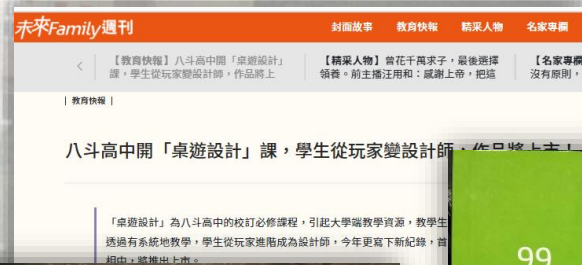 未來Family週刊
封面故事 教育快報 精采人物 名家專欄
【教育快報】八斗高中開「桌遊設計」
課，學生從玩家變設計師，作品將上
【精采人物】曾花千萬求子，最後選擇
領養。前主播汪用和：感謝上帝，把這
【名家專欄
沒有原則，
| 教育快報 |
八斗高中開「桌遊設計」課，學生從玩家變設計師，作品將上市！
「桌遊設計」為八斗高中的校訂必修課程，引起大學端教學資源，教學生
透過有系統地教學，學生從玩家進階成為設計師，今年更寫下新紀錄，首
相中，將推出上市。
99